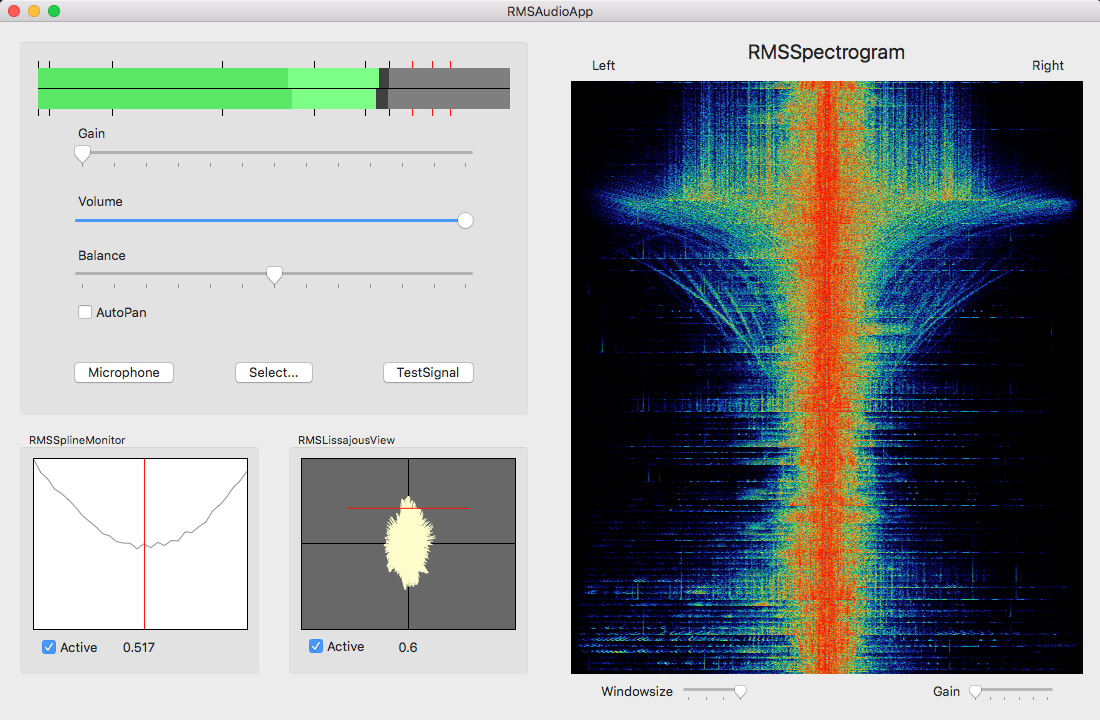 RMSAudioApp
Gain
Volume
Balance
AutoPan
Microphone
Select...
TestSignal
RMSSplineMonitor
Active
0.517
RMSLissajousView
Active
0.6
RMSSpectrogram
Left
Right
Windowsize
Gain